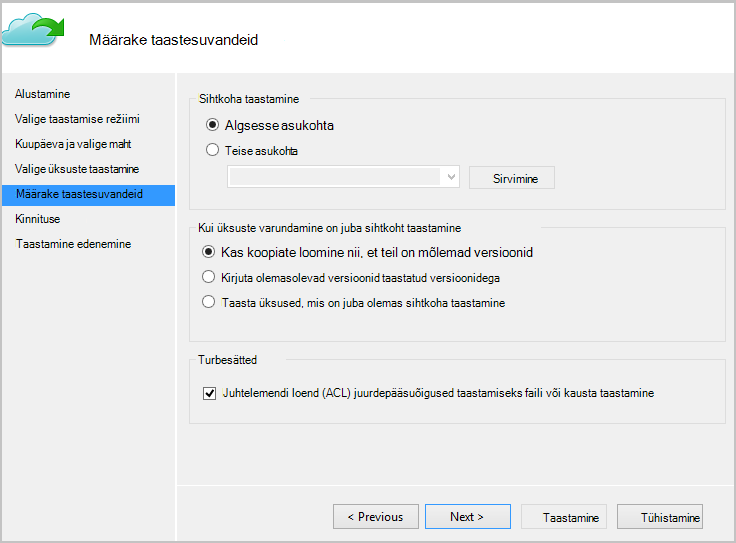 Määrake taastesuvandeid
Alustamine
Valige taastamise režiimi
Kuupäeva ja valige maht
Valige üksuste taastamine
Määrake taastesuvandeid
Kinnituse
Taastamine edenemine
Sihtkoha taastamine
Algsesse asukohta
Teise asukohta
Sirvimine
Kui üksuste varundamine on juba sihtkoht taastamine
Kas koopiate loomine nii, et teil on mõlemad versioonid
Kirjuta olemasolevad versioonid taastatud versioonidega
Taasta üksused, mis on juba olemas sihtkoha taastamine
Turbesätted
Juhtelemendi loend (ACL) juurdepääsuõigused taastamiseks faili või kausta taastamine
< Previous
Next >
Taastamine
Tühistamine